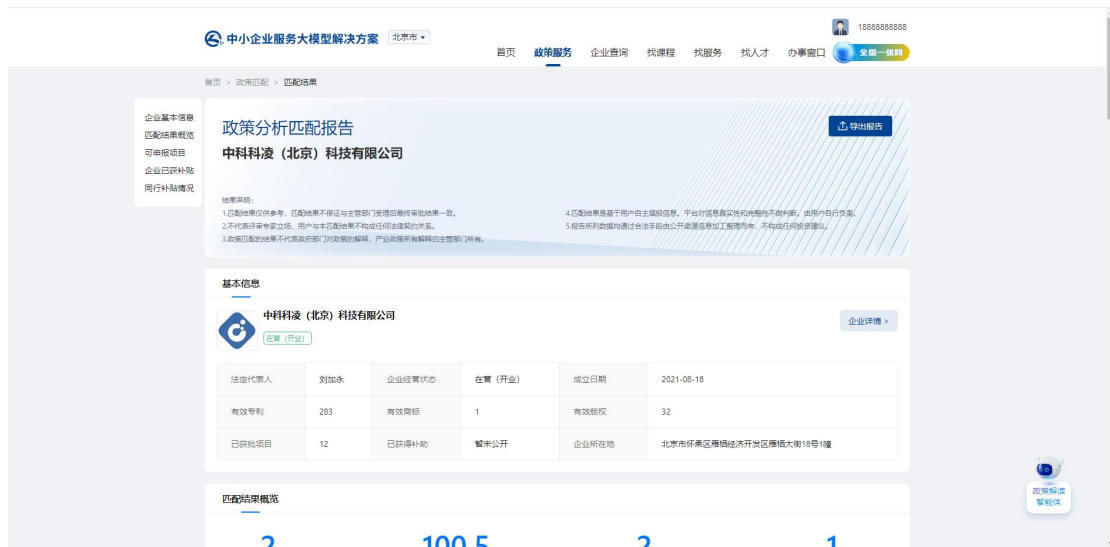 中小企业服务大模型解决方案 北京市
18888888888
首页 政策服务 企业查询 找课程 找服务 找人才 办事窗口 全国一张网
首页 > 政策匹配 > 匹配结果
企业基本信息
匹配结果概览
可申报项目
企业已获补贴
同行补贴情况
政策分析匹配报告
导出报告
中科科凌（北京）科技有限公司
结果声明：
1.匹配结果仅供参考，匹配结果不保证与主管部门受理后最终审批结果一致。
2.不代表评审专家立场，用户与本匹配结果不构成任何法律契约关系。
3.政策匹配的结果不代表政府部门对政策的解释，产业政策所有解释归主管部门所有。
4.匹配结果是基于用户自主填报信息，平台对信息真实性和完整性不做判断，由用户自行负责。
5.报告所列数据均通过合法手段由公开渠道信息加工整理而来，不构成任何投资建议。
基本信息
中科科凌（北京）科技有限公司
在营（开业）
企业详情 >
法定代表人 刘加永 企业经营状态 在营（开业） 成立日期 2021-08-18
有效专利 283 有效商标 1 有效版权 32
已获批项目 12 已获得补助 暂未公开 企业所在地 北京市怀柔区雁栖经济开发区雁栖大街18号1幢
匹配结果概览
2 100.5 2 1
政策解读
智能体